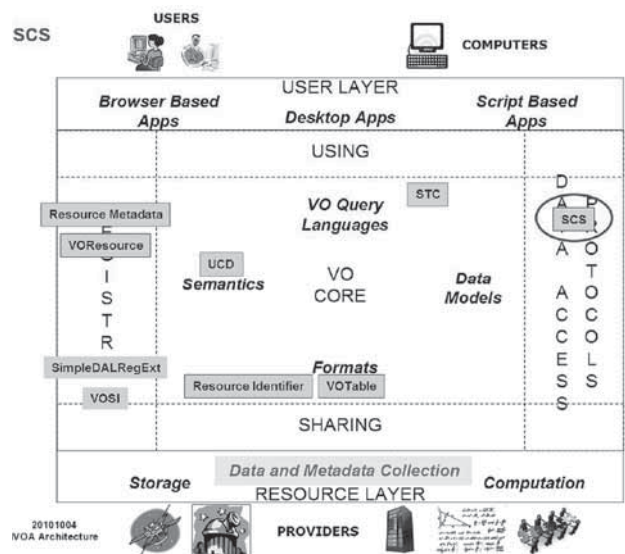 SCS
USERS
COMPUTERS
USER LAYER
Browser Based
Apps
Desktop Apps
Script Based
Apps
USING
Resource Metadata
VOResource
SimpleDALRegExt
VOSI
UCD
Semantics
VO Query
Languages
STC
VO
CORE
Data
Models
Formats
Resource Identifier
VOTable
SCS
ACCESS
PROTOCOLS
SHARING
Data and Metadata Collection
Storage
Computation
RESOURCE LAYER
20101004
IVOA Architecture
PROVIDERS